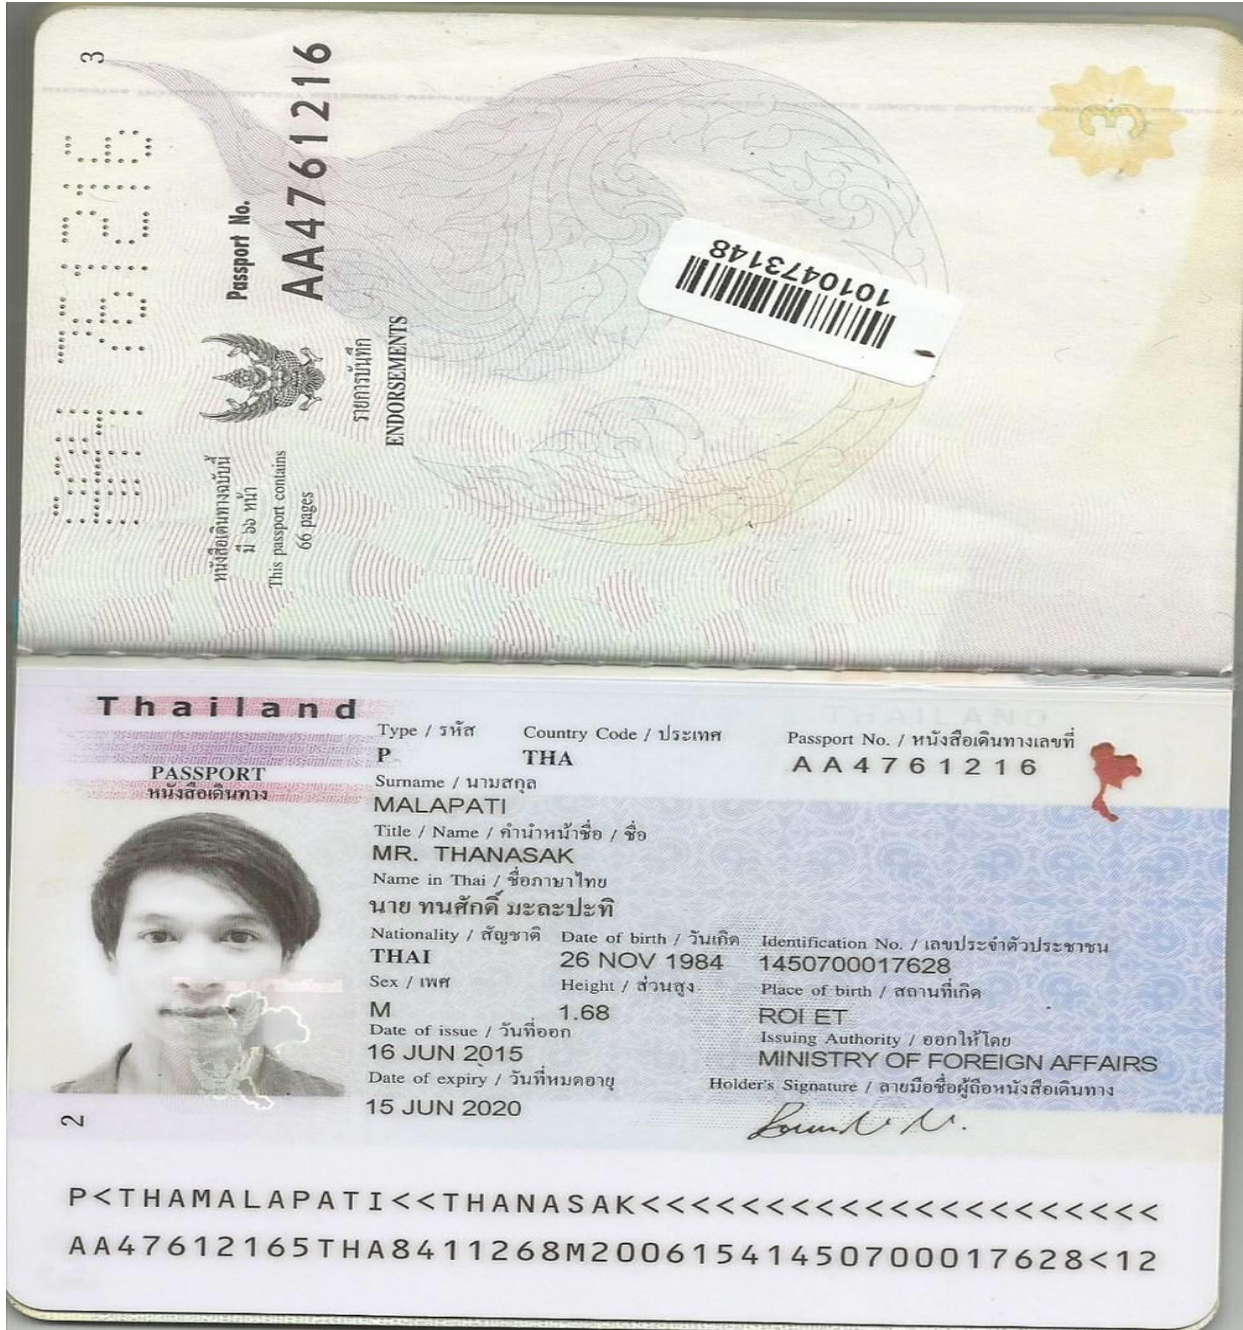 3
Passport No.
AA4761216
หนังสือเดินทางฉบับนี้
มี ๖๖ หน้า
This passport contains
66 pages
รายการบันทึก
ENDORSEMENTS
1010473148
Thailand
PASSPORT
หนังสือเดินทาง
Type / รหัส Country Code / ประเทศ Passport No. / หนังสือเดินทางเลขที่
P THA AA4761216
Surname / นามสกุล
MALAPATI
Title / Name / คำนำหน้าชื่อ / ชื่อ
MR. THANASAK
Name in Thai / ชื่อภาษาไทย
นาย ทนศักดิ์ มะละปะทิ
Nationality / สัญชาติ Date of birth / วันเกิด Identification No. / เลขประจำตัวประชาชน
THAI 26 NOV 1984 1450700017628
Sex / เพศ Height / ส่วนสูง Place of birth / สถานที่เกิด
M 1.68 ROI ET
Date of issue / วันที่ออก Issuing Authority / ออกให้โดย
16 JUN 2015 MINISTRY OF FOREIGN AFFAIRS
Date of expiry / วันที่หมดอายุ Holder's Signature / ลายมือชื่อผู้ถือหนังสือเดินทาง
15 JUN 2020
2
P<THAMALAPATI<<THANASAK<<<<<<<<<<<<<<<<<<<<<
AA47612165THA8411268M20061541450700017628<12